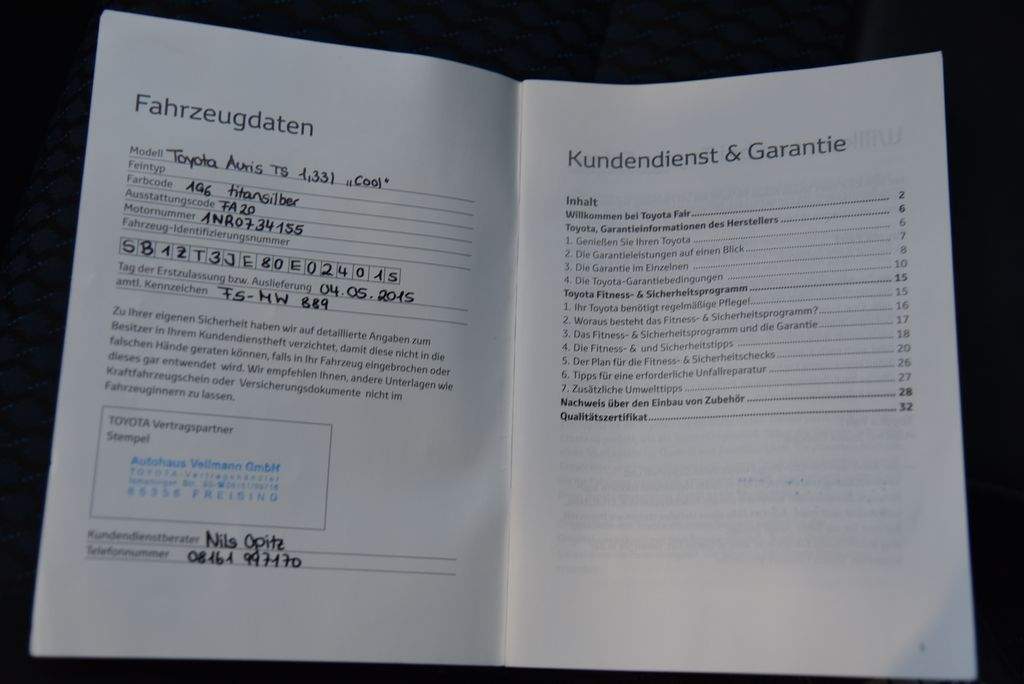 Fahrzeugdaten
Modell Toyota Auris TS 1,33l „Cool“
Feintyp
Farbcode 1G6 titansilber
Ausstattungscode FA20
Motornummer 1NR0734155
Fahrzeug-Identifizierungsnummer
SB1ZT3JE80E024015
Tag der Erstzulassung bzw. Auslieferung 04.05.2015
amtl. Kennzeichen FS-MW 889
Zu Ihrer eigenen Sicherheit haben wir auf detaillierte Angaben zum
Besitzer in Ihrem Kundendienstheft verzichtet, damit diese nicht in die
falschen Hände geraten können, falls in Ihr Fahrzeug eingebrochen oder
dieses gar entwendet wird. Wir empfehlen Ihnen, andere Unterlagen wie
Kraftfahrzeugschein oder Versicherungsdokumente nicht im
Fahrzeuginnern zu lassen.
TOYOTA Vertragspartner
Stempel
Autohaus Vellmann GmbH
TOYOTA-Vertragshändler
85356 FREISING
Kundendienstberater Nils Opitz
Telefonnummer 08161 997170
Kundendienst & Garantie
Inhalt
Willkommen bei Toyota Fair 2
Toyota, Garantieinformationen des Herstellers 6
1. Genießen Sie Ihren Toyota 6
2. Die Garantieleistungen auf einen Blick 7
3. Die Garantie im Einzelnen 8
4. Die Toyota-Garantiebedingungen 10
Toyota Fitness- & Sicherheitsprogramm 15
1. Ihr Toyota benötigt regelmäßige Pflege! 15
2. Woraus besteht das Fitness- & Sicherheitsprogramm? 16
3. Das Fitness- & Sicherheitsprogramm und die Garantie 17
4. Die Fitness- & und Sicherheitstipps 18
5. Der Plan für die Fitness- & Sicherheitschecks 20
6. Tipps für eine erforderliche Unfallreparatur 26
7. Zusätzliche Umwelttipps 27
Nachweis über den Einbau von Zubehör 28
Qualitätszertifikat 32